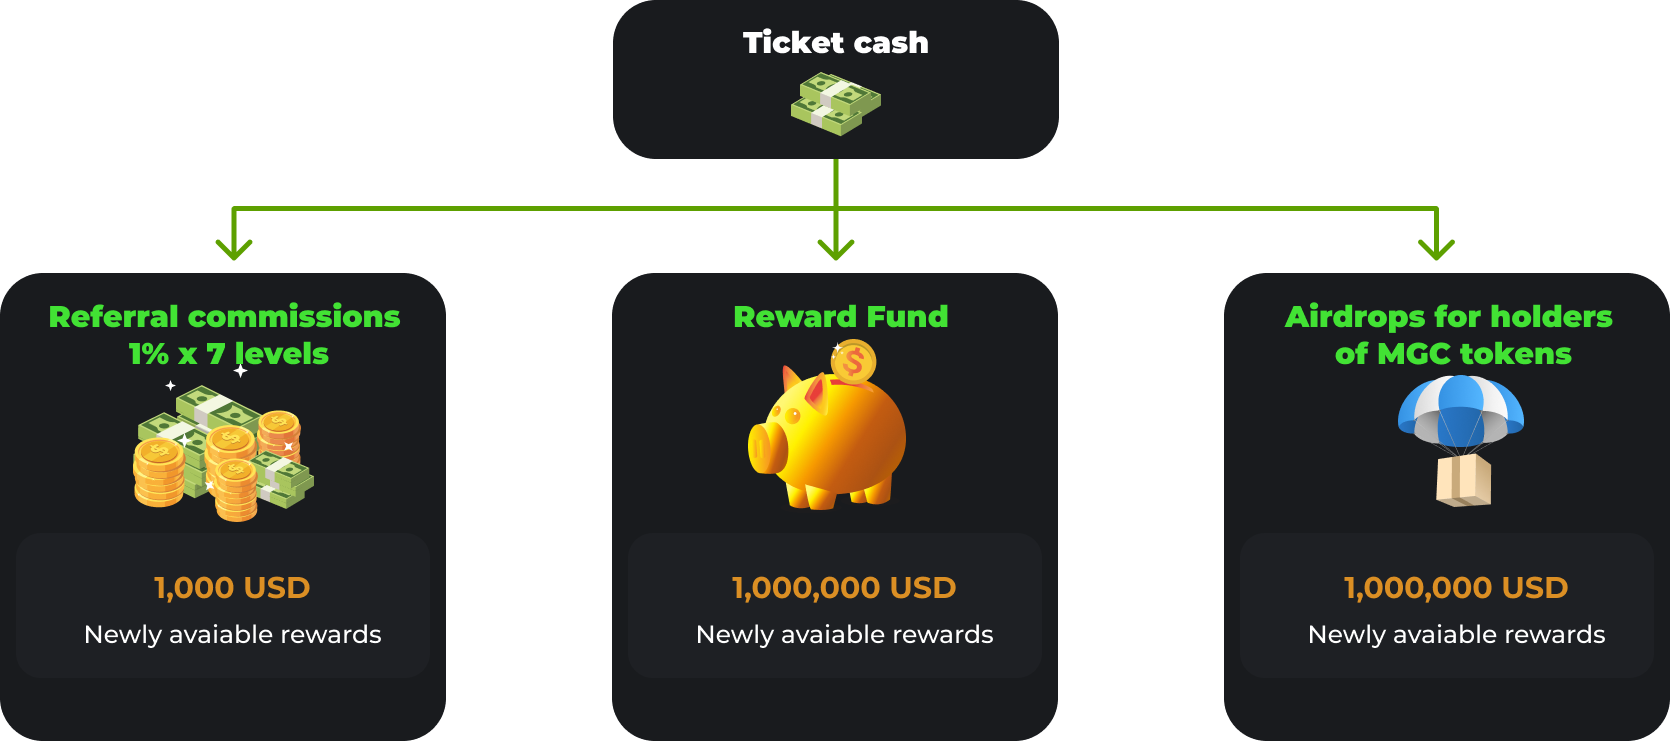 Ticket cash
Referral commissions
1% x 7 levels
1,000 USD
Newly avaiable rewards
Reward Fund
$
1,000,000 USD
Newly avaiable rewards
Airdrops for holders
of MGC tokens
1,000,000 USD
Newly avaiable rewards